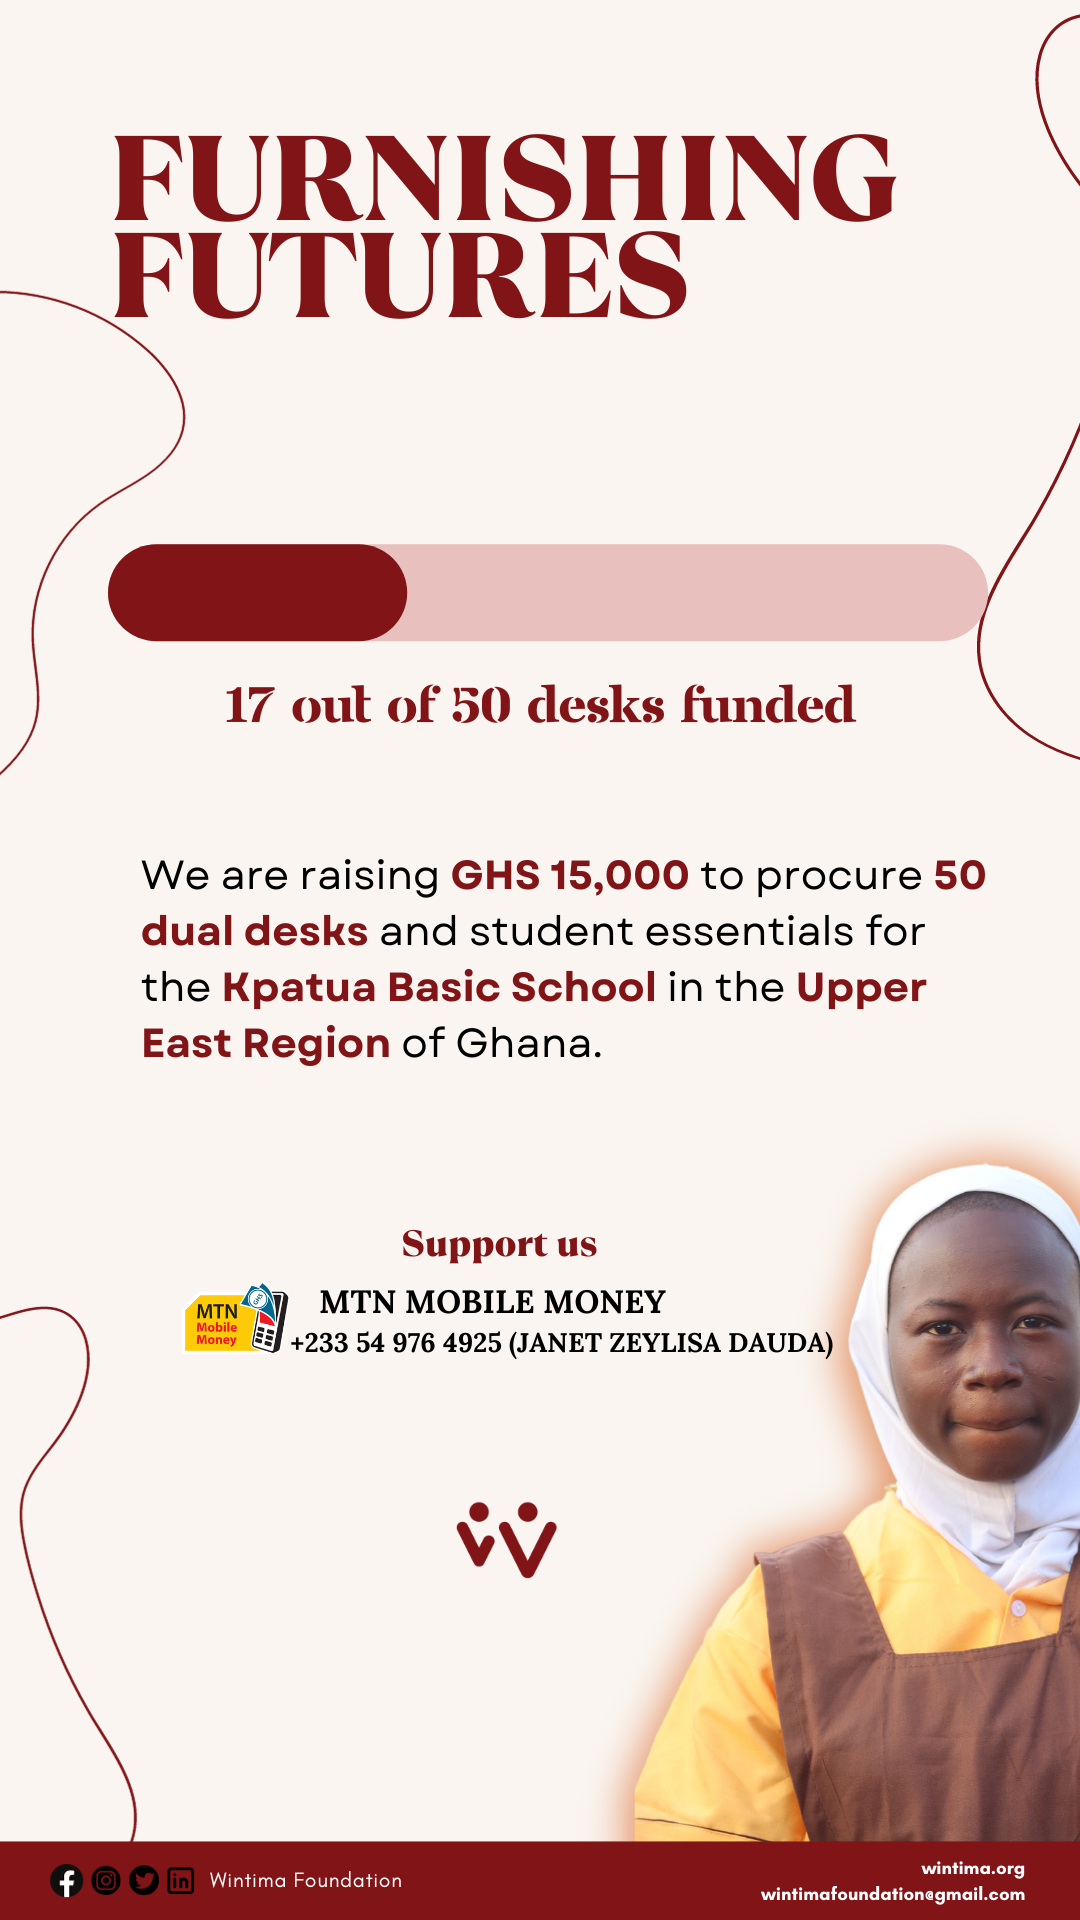 FURNISHING
FUTURES
17 out of 50 desks funded
We are raising GHS 15,000 to procure 50
dual desks and student essentials for
the Kpatua Basic School in the Upper
East Region of Ghana.
Support us
MTN
Mobile
Money
GHS
MTN MOBILE MONEY
+233 54 976 4925 (JANET ZEYLISA DAUDA)
Wintima Foundation
wintima.org
wintimafoundation@gmail.com